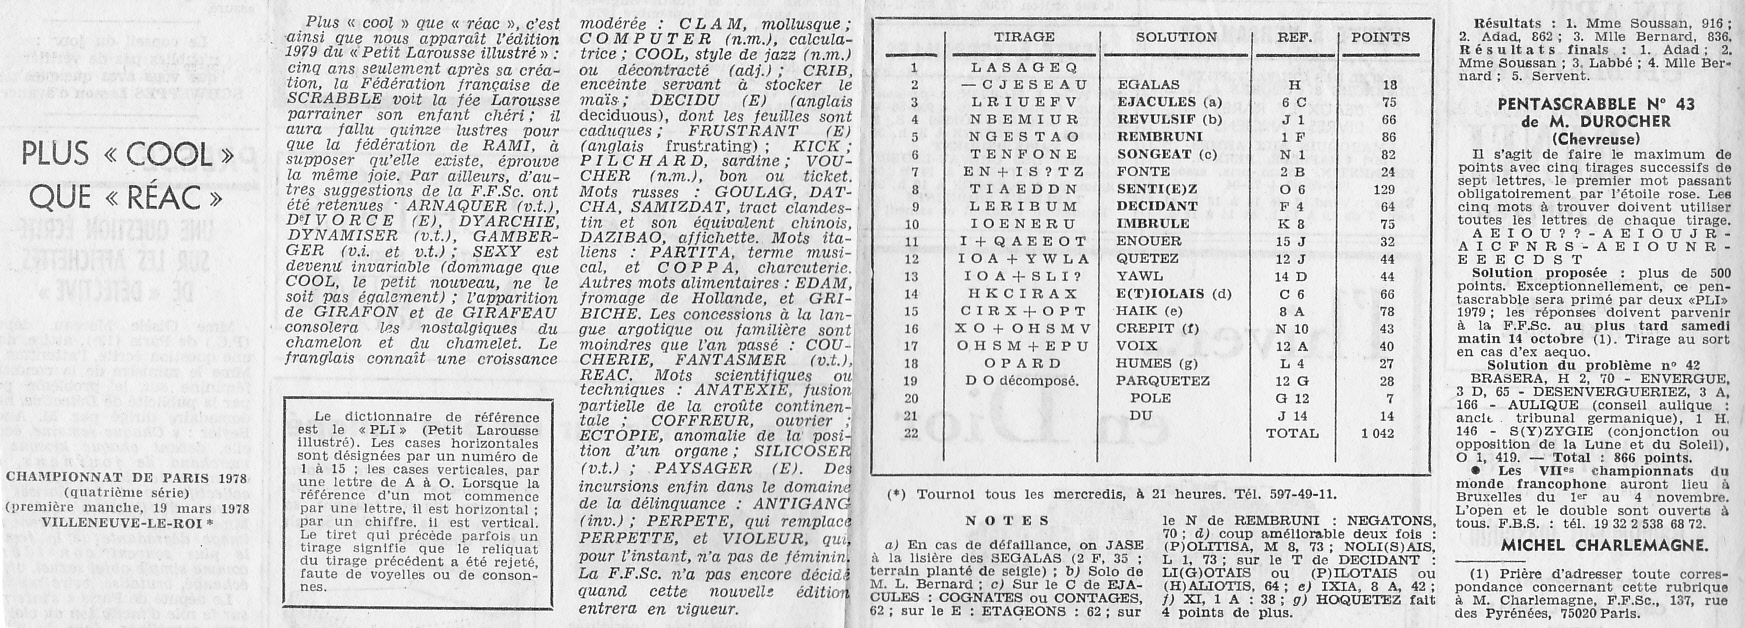 PLUS « COOL »
QUE « RÉAC »
CHAMPIONNAT DE PARIS 1978
(quatrième série)
(première manche, 19 mars 1978
VILLENEUVE-LE-ROI *
Plus « cool » que « réac », c'est
ainsi que nous apparaît l'édition
1979 du « Petit Larousse illustré » :
cinq ans seulement après sa créa-
tion, la Fédération française de
SCRABBLE voit la fée Larousse
parrainer son enfant chéri ; il
aura fallu quinze lustres pour
que la fédération de RAMI, à
supposer qu'elle existe, éprouve
la même joie. Par ailleurs, d'au-
tres suggestions de la F.F.Sc. ont
été retenues : ARNAQUER (v.t.),
DIVORCE (E), DYARCHIE,
DYNAMISER (v.t.), GAMBER-
GER (v.i. et v.t.) ; SEXY est
devenu invariable (dommage que
COOL, le petit nouveau, ne le
soit pas également) ; l'apparition
de GIRAFON et de GIRAFEAU
consolera les nostalgiques du
chamelon et du chamelet. Le
franglais connaît une croissance
Le dictionnaire de référence
est le «PLI» (Petit Larousse
illustré). Les cases horizontales
sont désignées par un numéro de
1 à 15 ; les cases verticales, par
une lettre de A à O. Lorsque la
référence d'un mot commence
par une lettre, il est horizontal ;
par un chiffre, il est vertical.
Le tiret qui précède parfois un
tirage signifie que le reliquat
du tirage précédent a été rejeté,
faute de voyelles ou de conson-
nes.
modérée : CLAM, mollusque ;
COMPUTER (n.m.), calcula-
trice ; COOL, style de jazz (n.m.)
ou décontracté (adj.) ; CRIB,
enceinte servant à stocker le
maïs ; DECIDU (E) (anglais
deciduous), dont les feuilles sont
caduques ; FRUSTRANT (E)
(anglais frustrating) ; KICK ;
PILCHARD, sardine ; VOU-
CHER (n.m.), bon ou ticket.
Mots russes : GOULAG, DAT-
CHA, SAMIZDAT, tract clandes-
tin et son équivalent chinois,
DAZIBAO, affichette. Mots ita-
liens : PARTITA, terme musi-
cal, et COPPA, charcuterie.
Autres mots alimentaires : EDAM,
fromage de Hollande, et GRI-
BICHE. Les concessions à la lan-
gue argotique ou familière sont
moindres que l'an passé : COU-
CHERIE, FANTASMER (v.t.),
REAC. Mots scientifiques ou
techniques : ANATEXIE, fusion
partielle de la croûte continen-
tale ; COFFREUR, ouvrier ;
ECTOPIE, anomalie de la posi-
tion d'un organe ; SILICOSER
(v.t.) ; PAYSAGER (E). Des
incursions enfin dans le domaine
de la délinquance : ANTIGANG
(inv.) ; PERPETE, qui remplace
PERPETTE, et VIOLEUR, qui,
pour l'instant, n'a pas de féminin.
La F.F.Sc. n'a pas encore décidé
quand cette nouvelle édition
entrera en vigueur.
TIRAGE SOLUTION REF. POINTS
1 LASAGEQ
2 —CJESEAU EGALAS H 18
3 LRIUEFV EJACULES (a) 6 C 75
4 NBEMIUR REVULSIF (b) J 1 66
5 NGESTAO REMBRUNI 1 F 86
6 TENFONE SONGEAT (c) N 1 82
7 EN+IS?TZ FONTE 2 B 24
8 TIAEDDN SENTI(E)Z O 6 129
9 LERIBUM DECIDANT F 4 64
10 IOENERU IMBRULE K 8 75
11 I+QAEEOT ENOUER 15 J 32
12 IOA+YWLA QUETEZ 12 J 44
13 IOA+SLI? YAWL 14 D 44
14 HKCIRAX E(T)IOLAIS (d) C 6 66
15 CIRX+OPT HAIK (e) 8 A 78
16 XO+OHSMV CREPIT (f) N 10 43
17 OHSM+EPU VOIX 12 A 40
18 OPARD HUMES (g) L 4 27
19 D O décomposé. PARQUETEZ 12 G 28
20 POLE G 12 7
21 DU J 14 14
22 TOTAL 1 042
(*) Tournoi tous les mercredis, à 21 heures. Tél. 597-49-11.
NOTES
a) En cas de défaillance, on JASE
à la lisière des SEGALAS (2 F, 35 ;
terrain planté de seigle) ; b) Solo de
M. L. Bernard ; c) Sur le C de EJA-
CULES : COGNATES ou CONTAGES,
62 ; sur le E : ETAGEONS : 62 ; sur
le N de REMBRUNI : NEGATONS,
70 ; d) coup améliorable deux fois :
(P)OLITISA, M 8, 73 ; NOLI(S)AIS,
L 1, 73 ; sur le T de DECIDANT :
LI(G)OTAIS ou (P)ILOTAIS ou
(H)ALIOTIS, 64 ; e) IXIA, 8 A, 42 ;
f) XI, 1 A : 38 ; g) HOQUETEZ fait
4 points de plus.
Résultats : 1. Mme Soussan, 916 ;
2. Adad, 862 ; 3. Mlle Bernard, 836.
Résultats finals : 1. Adad ; 2.
Mme Soussan ; 3. Labbé ; 4. Mlle Ber-
nard ; 5. Servent.
PENTASCRABBLE N° 43
de M. DUROCHER
(Chevreuse)
Il s'agit de faire le maximum de
points avec cinq tirages successifs de
sept lettres, le premier mot passant
obligatoirement par l'étoile rose. Les
cinq mots à trouver doivent utiliser
toutes les lettres de chaque tirage.
A E I O U ? ? - A E I O U J R -
A I C F N R S - A E I O U N R -
E E E C D S T
Solution proposée : plus de 500
points. Exceptionnellement, ce pen-
tascrabble sera primé par deux «PLI»
1979 ; les réponses doivent parvenir
à la F.F.Sc. au plus tard samedi
matin 14 octobre (1). Tirage au sort
en cas d'ex aequo.
Solution du problème n° 42
BRASERA, H 2, 70 - ENVERGUE,
3 D, 65 - DESENVERGUERIEZ, 3 A,
166 - AULIQUE (conseil aulique :
anct. tribunal germanique), 1 H.
146 - S(Y)ZYGIE (conjonction ou
opposition de la Lune et du Soleil),
O 1, 419. — Total : 866 points.
● Les VIIes championnats du
monde francophone auront lieu à
Bruxelles du 1er au 4 novembre.
L'open et le double sont ouverts à
tous. F.B.S. : tél. 19 32 2 538 68 72.
MICHEL CHARLEMAGNE.
(1) Prière d'adresser toute corres-
pondance concernant cette rubrique
à M. Charlemagne, F.F.Sc., 137, rue
des Pyrénées, 75020 Paris.